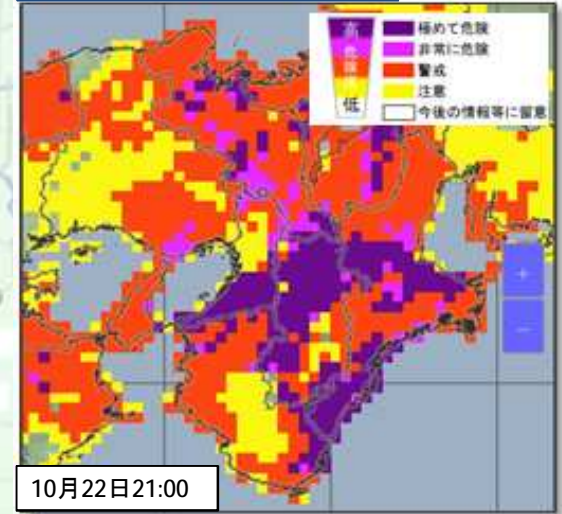 高
危
険
度
低
極めて危険
非常に危険
警戒
注意
今後の情報等に留意
+
−
10月22日21:00